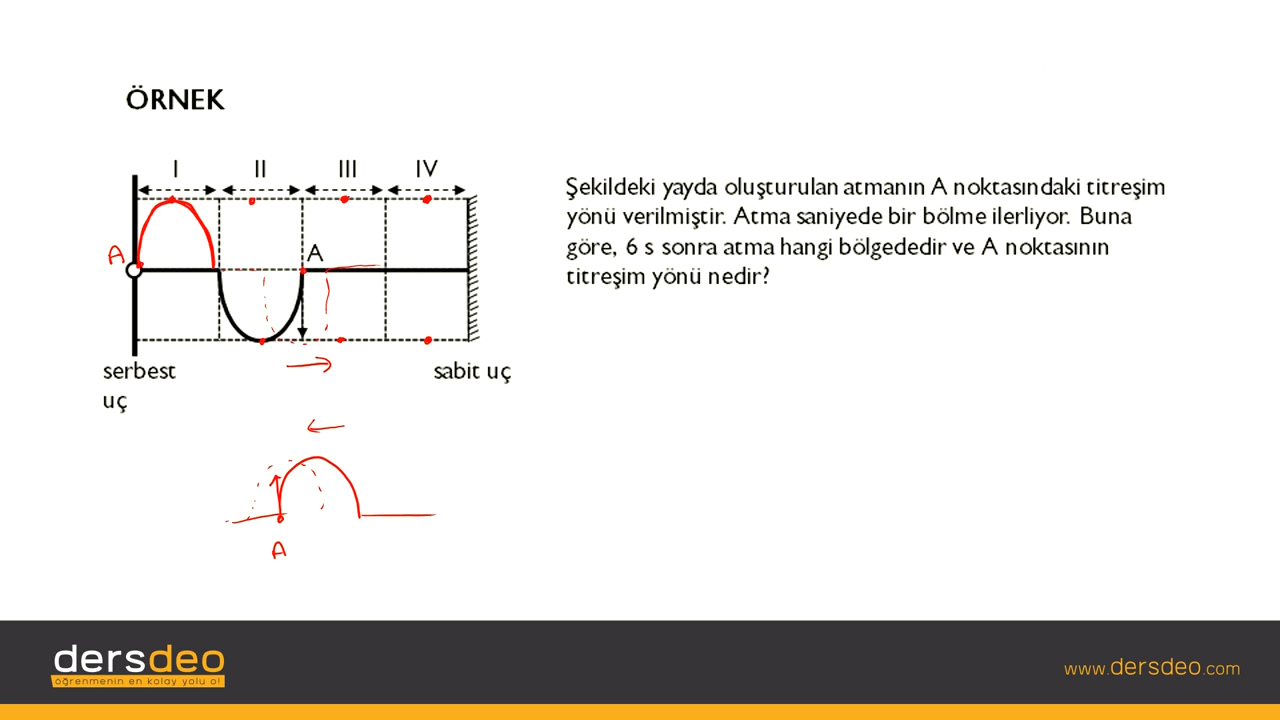 ÖRNEK
I II III IV
Şekildeki yayda oluşturulan atmanın A noktasındaki titreşim
yönü verilmiştir. Atma saniyede bir bölme ilerliyor. Buna
göre, 6 s sonra atma hangi bölgededir ve A noktasının
titreşim yönü nedir?
A A
serbest
uç
sabit uç
A
dersdeo
öğrenmenin en kolay yolu o!
www.dersdeo.com